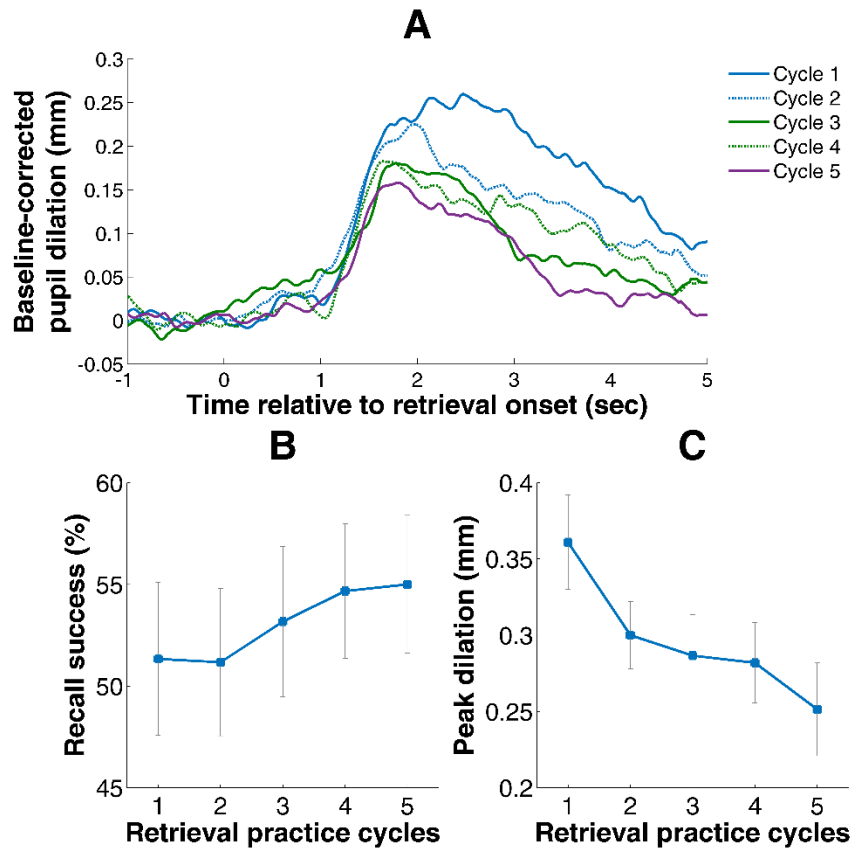 A
Baseline-corrected
pupil dilation (mm)
0.3
0.25
0.2
0.15
0.1
0.05
0
-0.05
-1 0 1 2 3 4 5
Time relative to retrieval onset (sec)
Cycle 1
Cycle 2
Cycle 3
Cycle 4
Cycle 5
B
Recall success (%)
60
55
50
45
1 2 3 4 5
Retrieval practice cycles
C
Peak dilation (mm)
0.4
0.35
0.3
0.25
0.2
1 2 3 4 5
Retrieval practice cycles